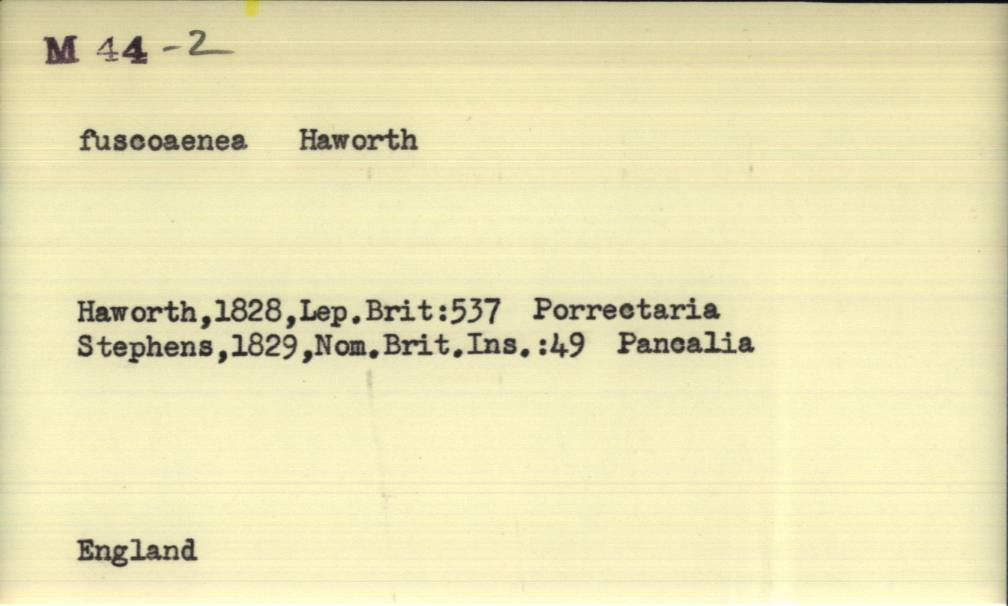 M 44 -2
fuscoaenea Haworth
Haworth,1828,Lep.Brit:537 Porrectaria
Stephens,1829,Nom.Brit.Ins.:49 Pancalia
England